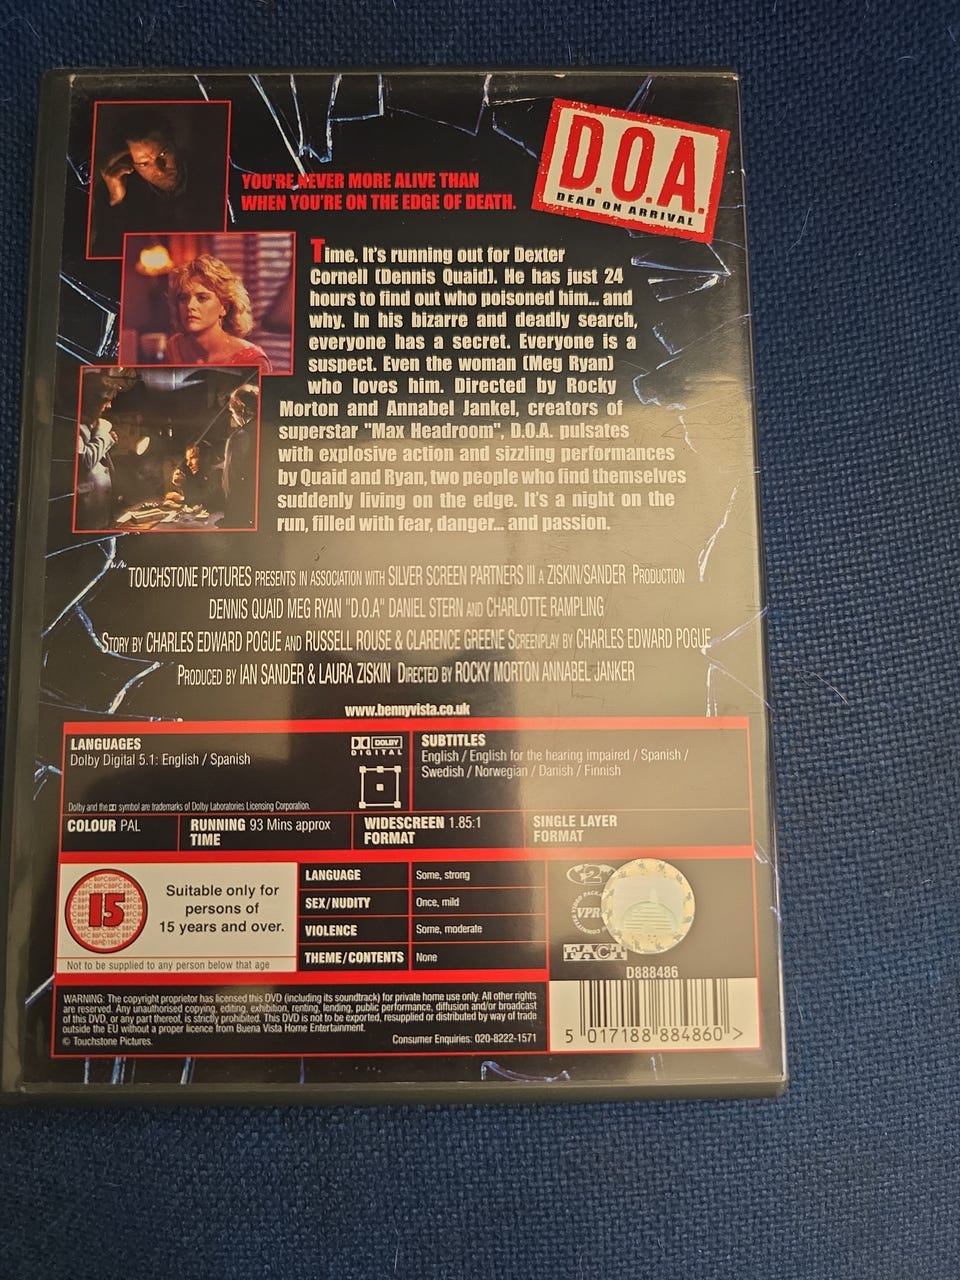 D.O.A.
DEAD ON ARRIVAL
YOU'RE NEVER MORE ALIVE THAN
WHEN YOU'RE ON THE EDGE OF DEATH.
Time. It's running out for Dexter
Cornell (Dennis Quaid). He has just 24
hours to find out who poisoned him... and
why. In his bizarre and deadly search,
everyone has a secret. Everyone is a
suspect. Even the woman (Meg Ryan)
who loves him. Directed by Rocky
Morton and Annabel Jankel, creators of
superstar "Max Headroom", D.O.A. pulsates
with explosive action and sizzling performances
by Quaid and Ryan, two people who find themselves
suddenly living on the edge. It's a night on the
run, filled with fear, danger... and passion.
TOUCHSTONE PICTURES PRESENTS IN ASSOCIATION WITH SILVER SCREEN PARTNERS III A ZISKIN/SANDER PRODUCTION
DENNIS QUAID MEG RYAN "D.O.A" DANIEL STERN AND CHARLOTTE RAMPLING
STORY BY CHARLES EDWARD POGUE AND RUSSELL ROUSE & CLARENCE GREENE SCREENPLAY BY CHARLES EDWARD POGUE
PRODUCED BY IAN SANDER & LAURA ZISKIN DIRECTED BY ROCKY MORTON ANNABEL JANKER
www.bennyvista.co.uk
LANGUAGES
Dolby Digital 5.1: English / Spanish
DOLBY
DIGITAL
Dolby and the symbol are trademarks of Dolby Laboratories Licensing Corporation.
SUBTITLES
English / English for the hearing impaired / Spanish /
Swedish / Norwegian / Danish / Finnish
COLOUR PAL
RUNNING 93 Mins approx
TIME
WIDESCREEN 1.85:1
FORMAT
SINGLE LAYER
FORMAT
15
Suitable only for
persons of
15 years and over.
Not to be supplied to any person below that age
LANGUAGE Some, strong
SEX/NUDITY Once, mild
VIOLENCE Some, moderate
THEME/CONTENTS None
2
VPRC
FACT
D888486
5 017188 884860 >
WARNING: The copyright proprietor has licensed this DVD (including its soundtrack) for private home use only. All other rights
are reserved. Any unauthorised copying, editing, exhibition, renting, lending, public performance, diffusion and/or broadcast
of this DVD, or any part thereof, is strictly prohibited. This DVD is not to be exported, resupplied or distributed by way of trade
outside the EU without a proper licence from Buena Vista Home Entertainment.
© Touchstone Pictures.
Consumer Enquiries: 020-8222-1571